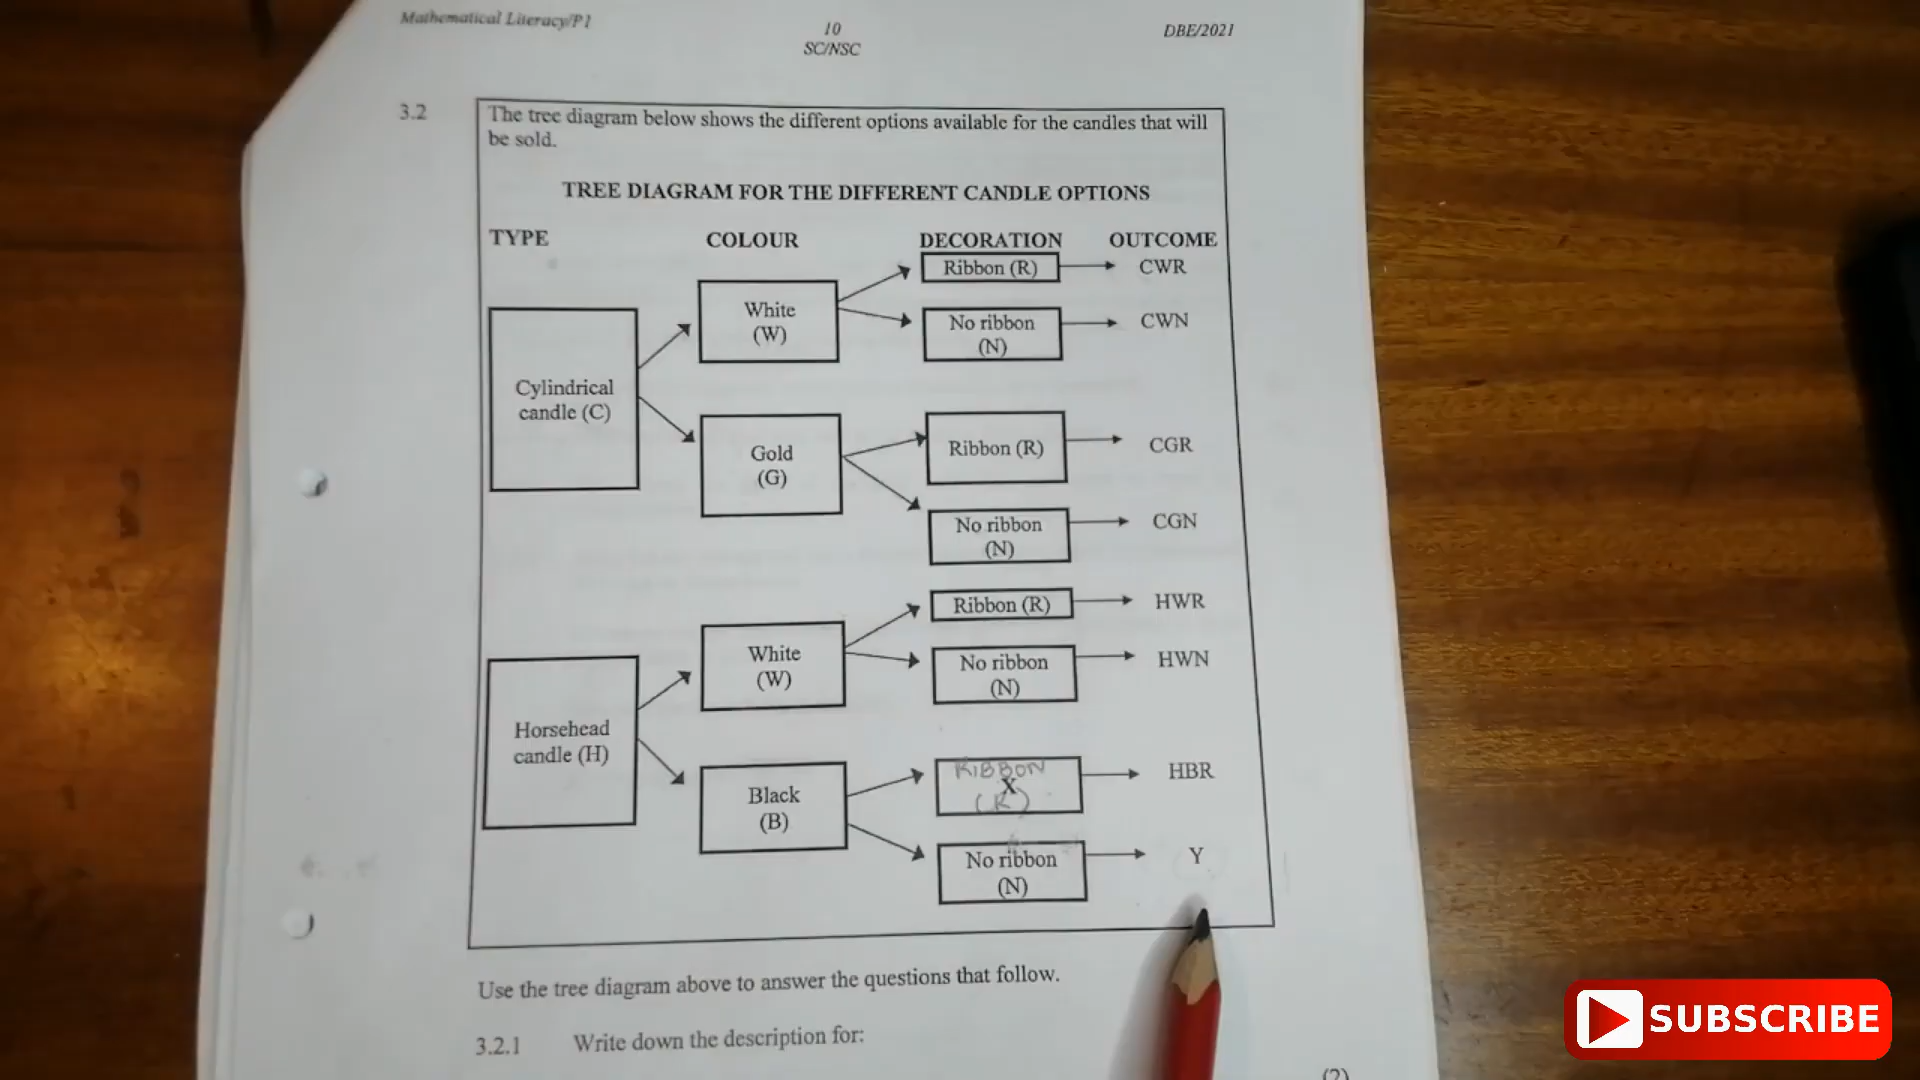 Mathematical Literacy/P1
10
SC/NSC
DBE/2021
3.2
The tree diagram below shows the different options available for the candles that will
be sold.
TREE DIAGRAM FOR THE DIFFERENT CANDLE OPTIONS
TYPE COLOUR DECORATION OUTCOME
Cylindrical
candle (C)
White
(W)
Ribbon (R)
CWR
No ribbon
(N)
CWN
Gold
(G)
Ribbon (R)
CGR
No ribbon
(N)
CGN
Horsehead
candle (H)
White
(W)
Ribbon (R)
HWR
No ribbon
(N)
HWN
Black
(B)
RIBBON
X
(R)
HBR
No ribbon
(N)
Y
Use the tree diagram above to answer the questions that follow.
3.2.1 Write down the description for:
(2)
SUBSCRIBE